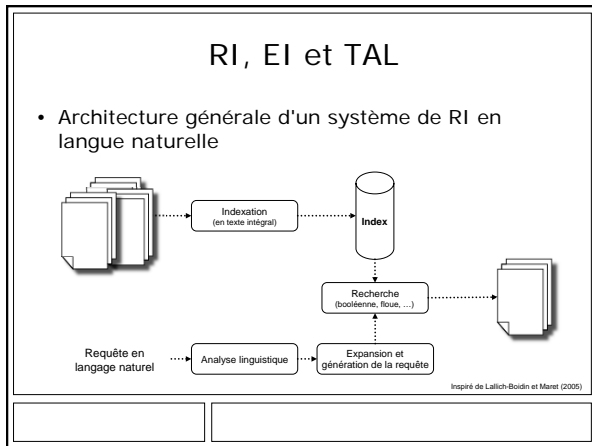 RI, EI et TAL
• Architecture générale d'un système de RI en
langue naturelle
Indexation
(en texte intégral)
Index
Recherche
(booléenne, floue, ...)
Requête en
langage naturel
Analyse linguistique
Expansion et
génération de la requête
Inspiré de Lallich-Boidin et Maret (2005)